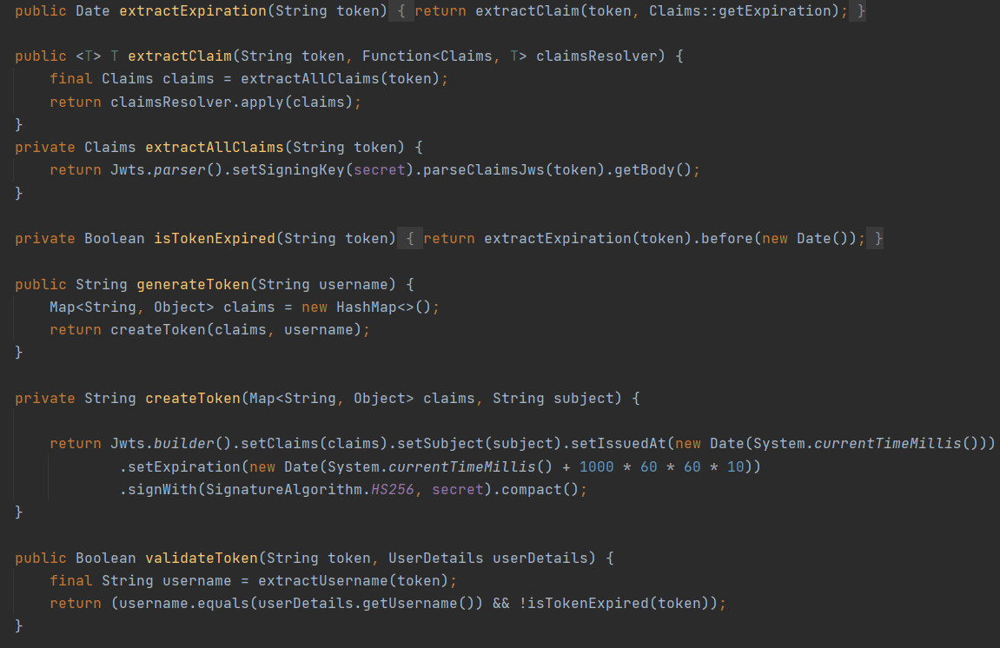 public Date extractExpiration(String token) { return extractClaim(token, Claims::getExpiration); }
public <T> T extractClaim(String token, Function<Claims, T> claimsResolver) {
final Claims claims = extractAllClaims(token);
return claimsResolver.apply(claims);
}
private Claims extractAllClaims(String token) {
return Jwts.parser().setSigningKey(secret).parseClaimsJws(token).getBody();
}
private Boolean isTokenExpired(String token) { return extractExpiration(token).before(new Date()); }
public String generateToken(String username) {
Map<String, Object> claims = new HashMap<>();
return createToken(claims, username);
}
private String createToken(Map<String, Object> claims, String subject) {
return Jwts.builder().setClaims(claims).setSubject(subject).setIssuedAt(new Date(System.currentTimeMillis()))
.setExpiration(new Date(System.currentTimeMillis() + 1000 * 60 * 60 * 10))
.signWith(SignatureAlgorithm.HS256, secret).compact();
}
public Boolean validateToken(String token, UserDetails userDetails) {
final String username = extractUsername(token);
return (username.equals(userDetails.getUsername()) && !isTokenExpired(token));
}